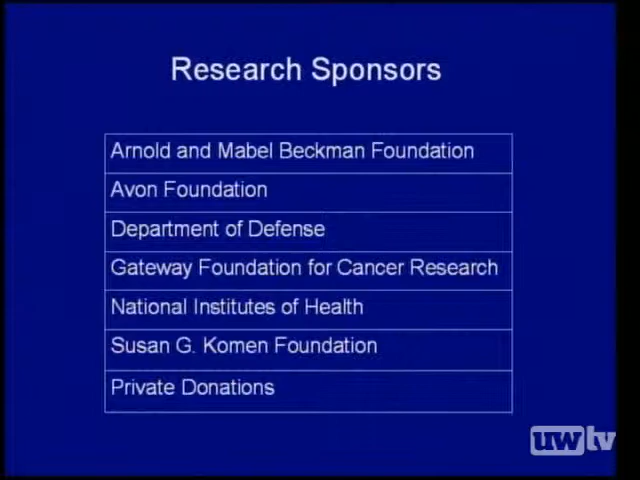 Research Sponsors
Arnold and Mabel Beckman Foundation
Avon Foundation
Department of Defense
Gateway Foundation for Cancer Research
National Institutes of Health
Susan G. Komen Foundation
Private Donations
uwtv